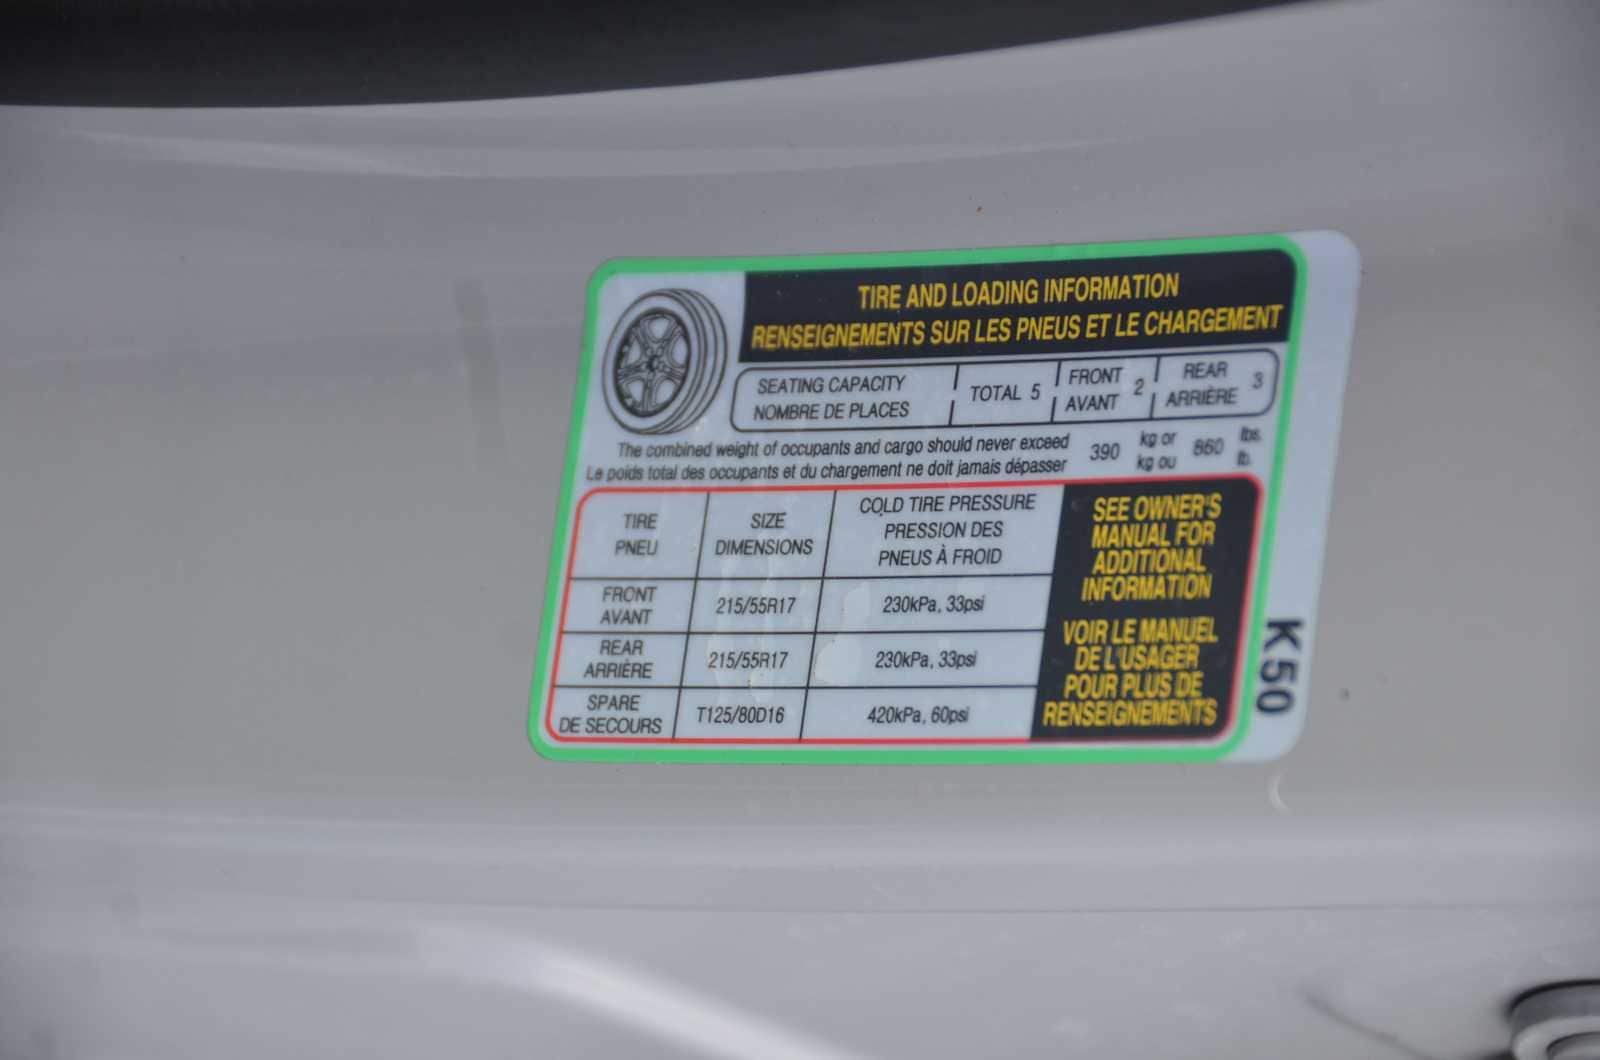 TIRE AND LOADING INFORMATION
RENSEIGNEMENTS SUR LES PNEUS ET LE CHARGEMENT
SEATING CAPACITY
NOMBRE DE PLACES
TOTAL 5
FRONT
AVANT
2
REAR
ARRIÈRE
3
The combined weight of occupants and cargo should never exceed 390 kg or 860 lbs.
Le poids total des occupants et du chargement ne doit jamais dépasser kg ou lb.
TIRE
PNEU
SIZE
DIMENSIONS
COLD TIRE PRESSURE
PRESSION DES
PNEUS À FROID
FRONT
AVANT
215/55R17
230kPa, 33psi
REAR
ARRIÈRE
215/55R17
230kPa, 33psi
SPARE
DE SECOURS
T125/80D16
420kPa, 60psi
SEE OWNER'S
MANUAL FOR
ADDITIONAL
INFORMATION
VOIR LE MANUEL
DE L'USAGER
POUR PLUS DE
RENSEIGNEMENTS
K50